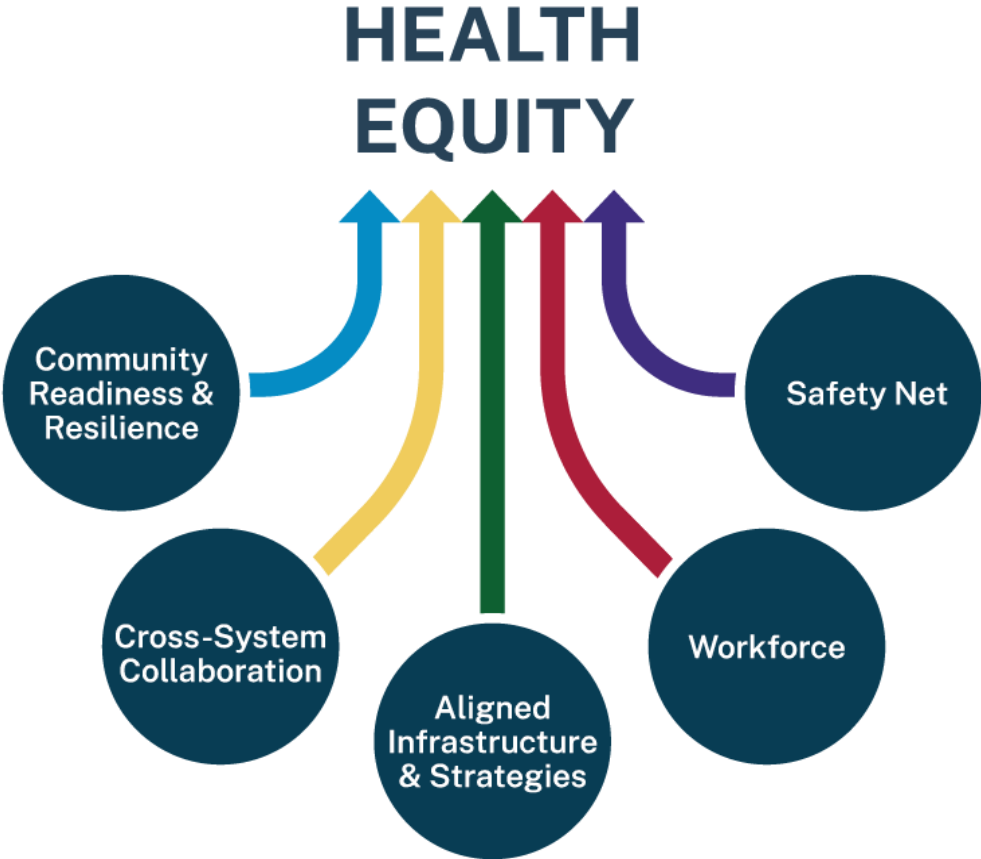 HEALTH
EQUITY
Community
Readiness &
Resilience
Safety Net
Cross-System
Collaboration
Workforce
Aligned
Infrastructure
& Strategies